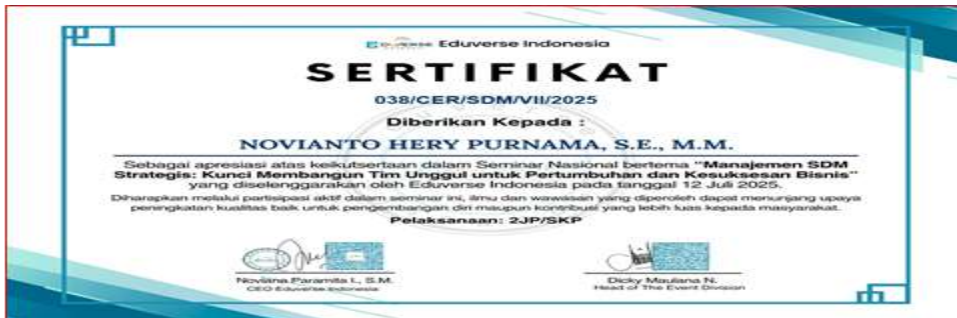 Eduverse Indonesia
SERTIFIKAT
038/CER/SDM/VII/2025
Diberikan Kepada :
NOVIANTO HERY PURNAMA, S.E., M.M.
Sebagai apresiasi atas keikutsertaan dalam Seminar Nasional bertema "Manajemen SDM
Strategis: Kunci Membangun Tim Unggul untuk Pertumbuhan dan Kesuksesan Bisnis"
yang diselenggarakan oleh Eduverse Indonesia pada tanggal 12 Juli 2025.
Diharapkan melalui partisipasi aktif dalam seminar ini, ilmu dan wawasan yang diperoleh dapat menunjang upaya
peningkatan kualitas baik untuk pengembangan diri maupun kontribusi yang lebih luas kepada masyarakat.
Pelaksanaan: 2JP/SKP
Noviana Paramita I., S.M.
CEO Eduverse Indonesia
Dicky Maulana N.
Head of The Event Division